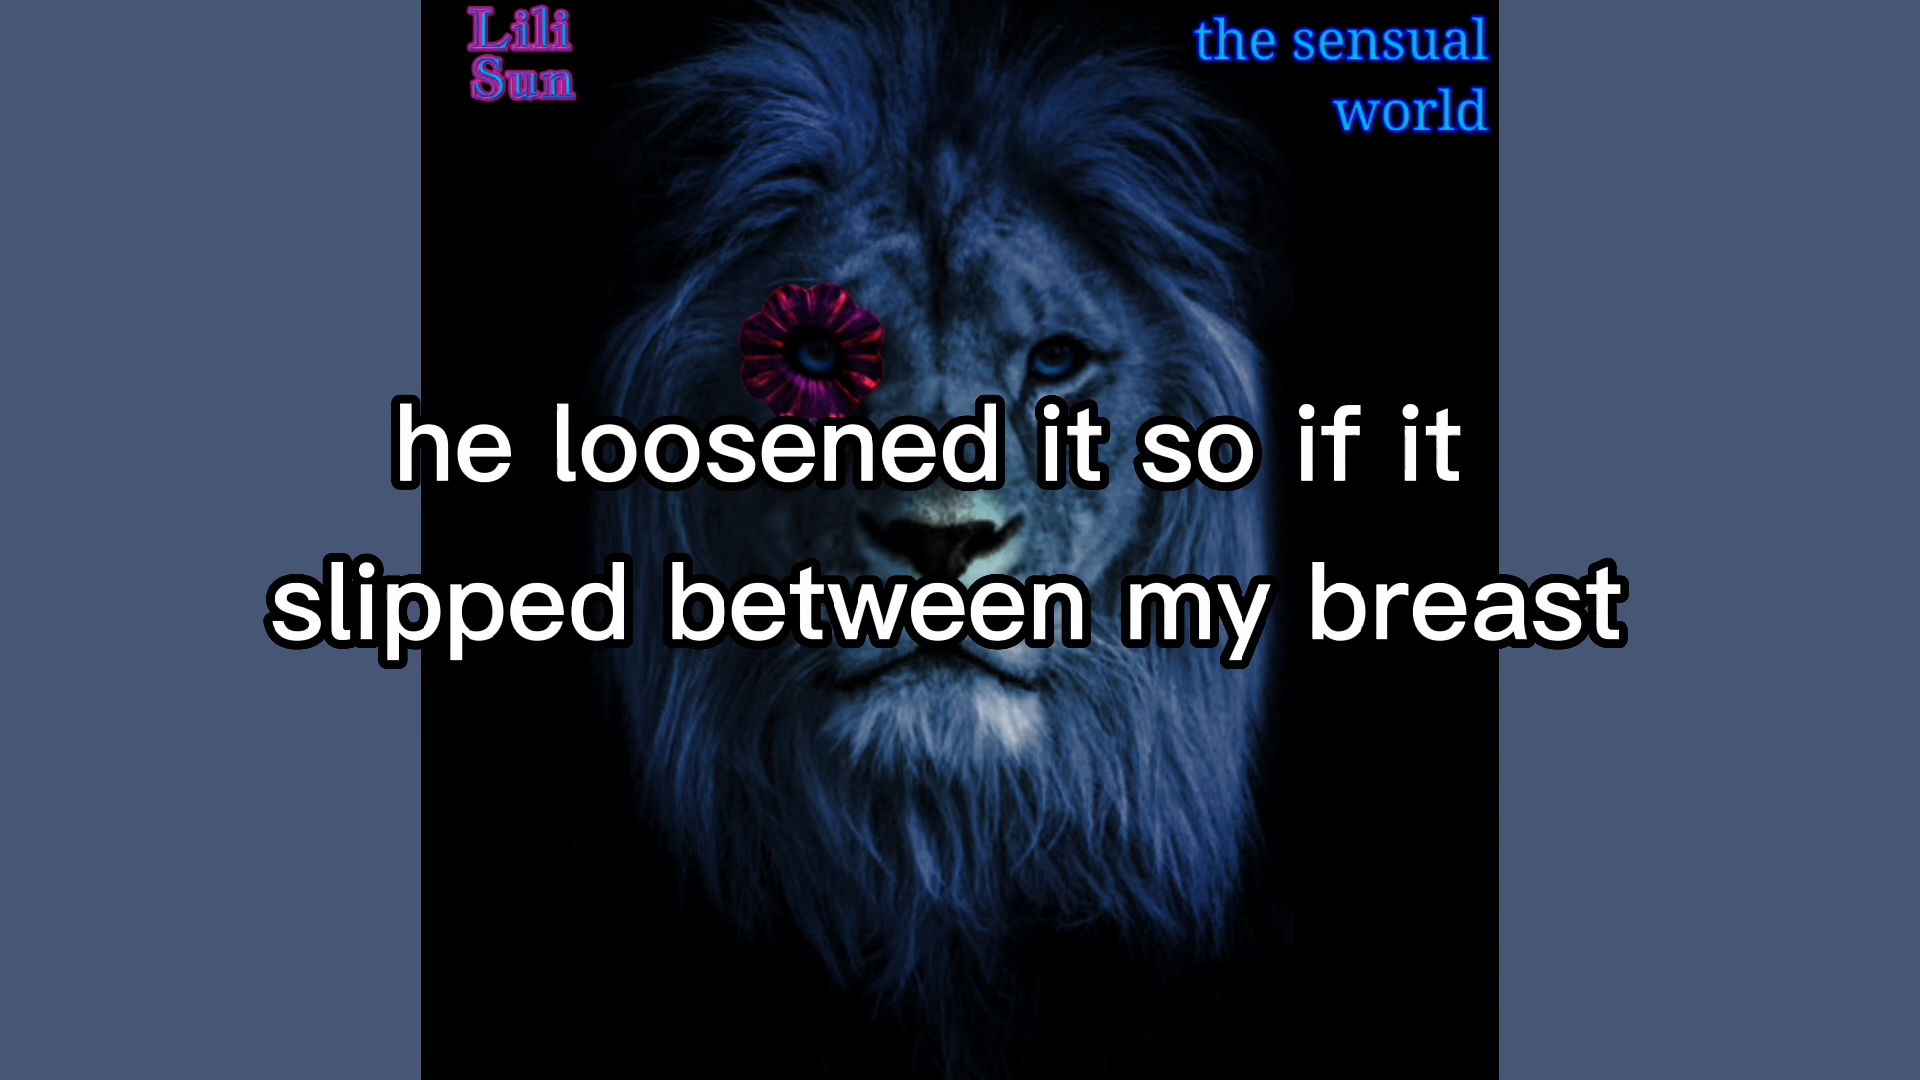 Lili
Sun
the sensual
world
he loosened it so if it
slipped between my breast